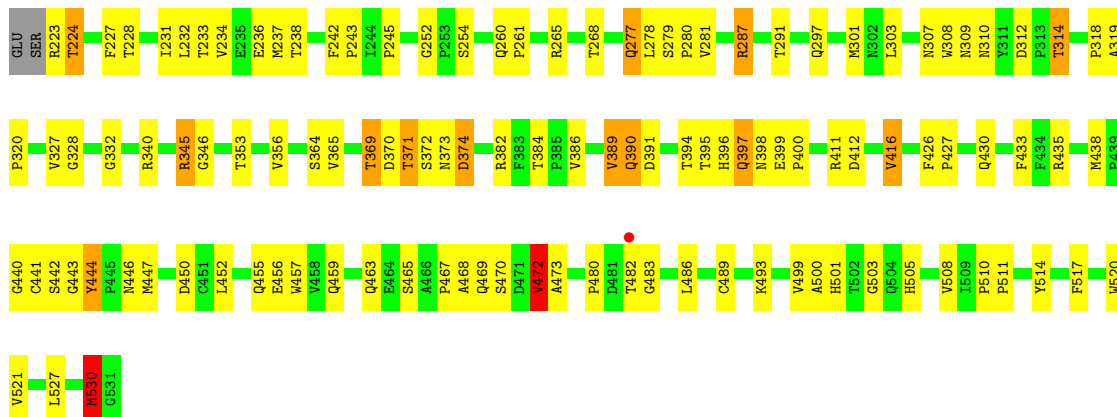 GLU SER R223 T224 F227 T228 I231 L232 T233 V234 E235 E236 M237 T238 F242 P243 I244 P245 G252 P253 S254 Q260 P261 R265 T268 Q277 L278 S279 P280 V281 R287 T291 Q297 M301 N302 L303 N307 W308 N309 N310 Y311 D312 P313 T314 P318 A319
P320 V327 G328 G332 R340 R345 G346 T353 V356 S364 V365 T369 D370 T371 S372 N373 D374 R382 F383 T384 P385 V386 V389 Q390 D391 T394 T395 H396 Q397 N398 E399 P400 R411 D412 V416 F426 P427 Q430 F433 F434 R435 M438 P439
G440 C441 S442 G443 Y444 P445 N446 M447 D450 C451 L452 Q455 E456 W457 V458 Q459 Q463 E464 S465 A466 P467 A468 Q469 S470 D471 V472 A473 P480 D481 T482 G483 L486 C489 K493 V499 A500 H501 T502 G503 Q504 H505 V508 I509 P510 P511 Y514 F517 W520
V521 L527 M530 G531